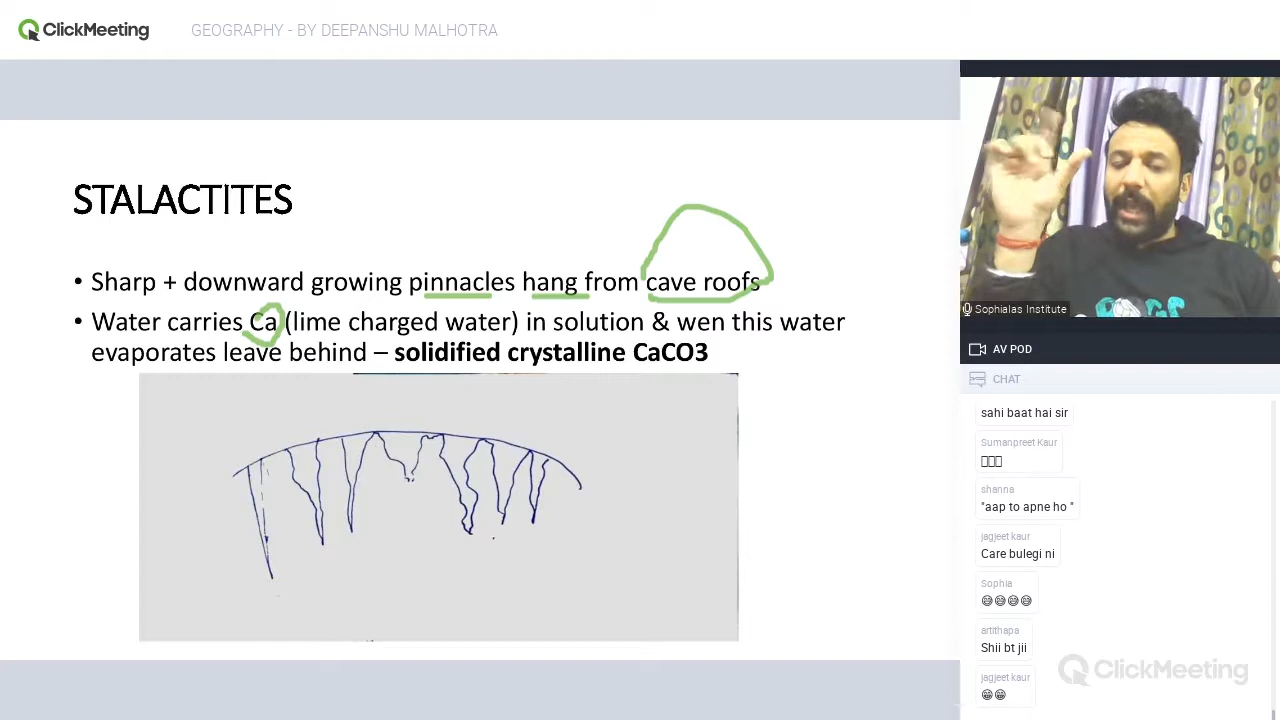 ClickMeeting
GEOGRAPHY - BY DEEPANSHU MALHOTRA
STALACTITES
• Sharp + downward growing pinnacles hang from cave roofs
• Water carries Ca (lime charged water) in solution & wen this water
evaporates leave behind – solidified crystalline CaCO3
Sophialas Institute
AV POD
CHAT
sahi baat hai sir
Sumanpreet Kaur
shanna
"aap to apne ho "
jagjeet kaur
Care bulegi ni
Sophia
😅😅😅😅
artithapa
Shii bt jii
jagjeet kaur
😁😁
ClickMeeting